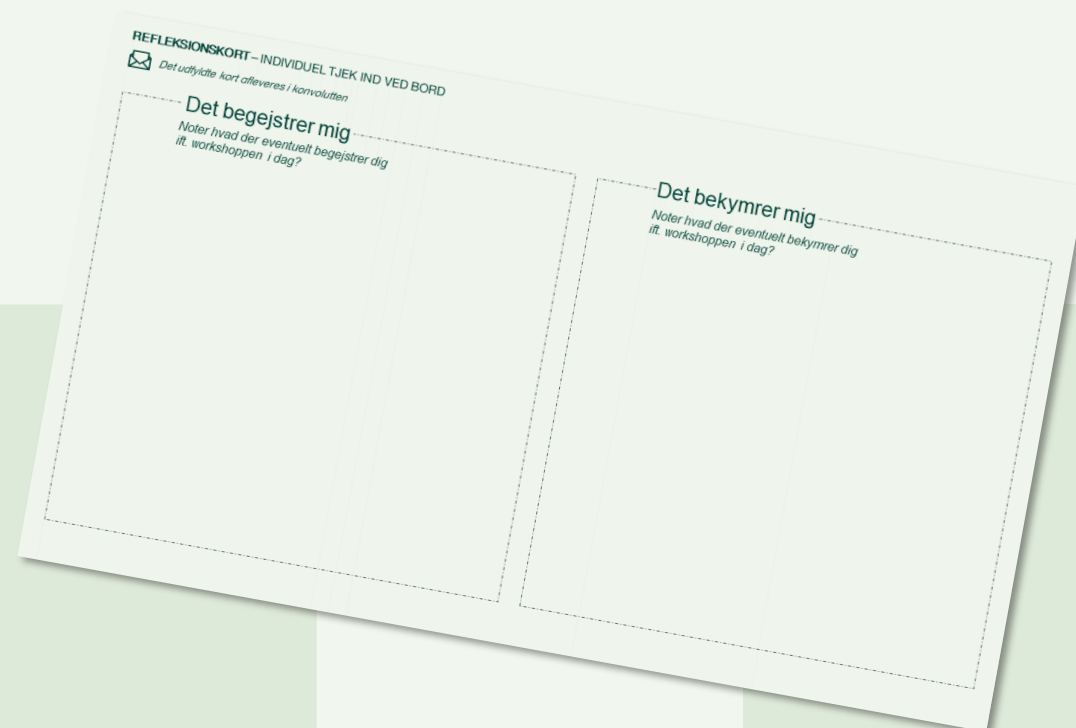 REFLEKSIONSKORT – INDIVIDUEL TJEK IND VED BORD
Det udfyldte kort afleveres i konvolutten
Det begejstrer mig
Noter hvad der eventuelt begejstrer dig
ift. workshoppen i dag?
Det bekymrer mig
Noter hvad der eventuelt bekymrer dig
ift. workshoppen i dag?